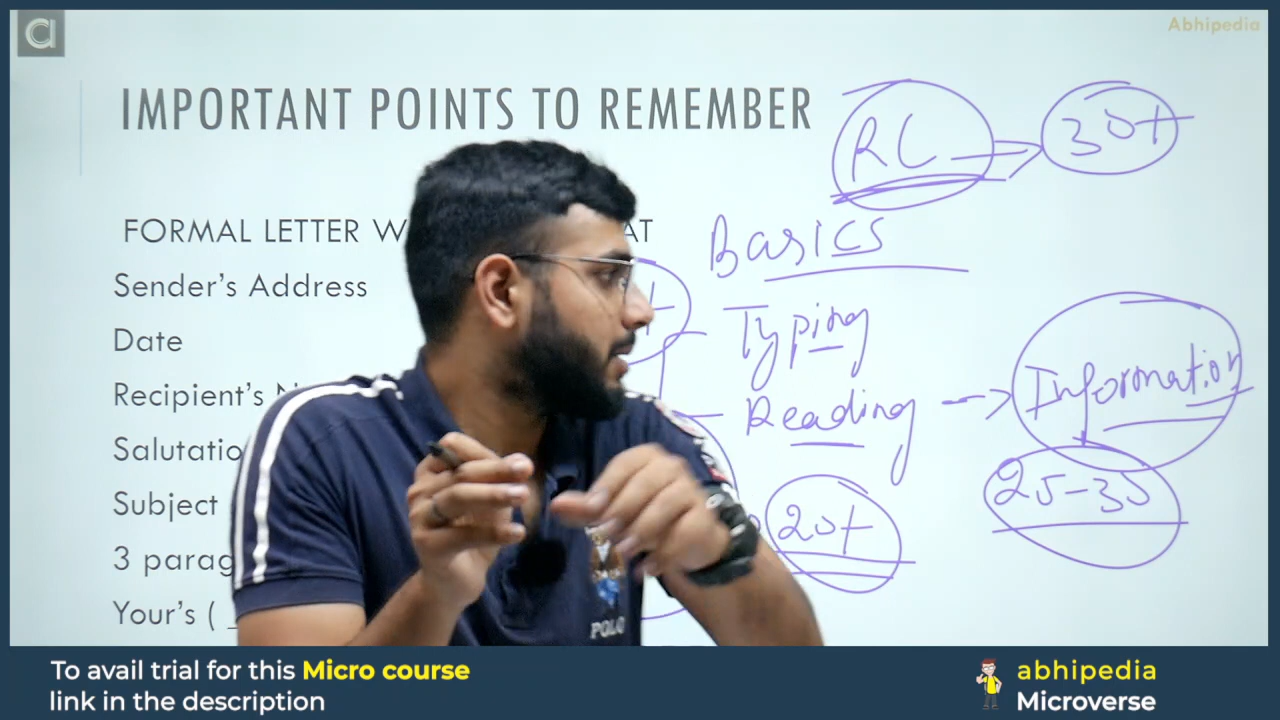 Abhipedia
IMPORTANT POINTS TO REMEMBER
RC 30+
FORMAL LETTER W AT
Basics
Sender's Address
Typing
Date
Information
Recipient's N
Reading
Salutatio
25-35
Subject
20+
3 parag
Your's ( _
POLO
To avail trial for this Micro course
link in the description
abhipedia
Microverse